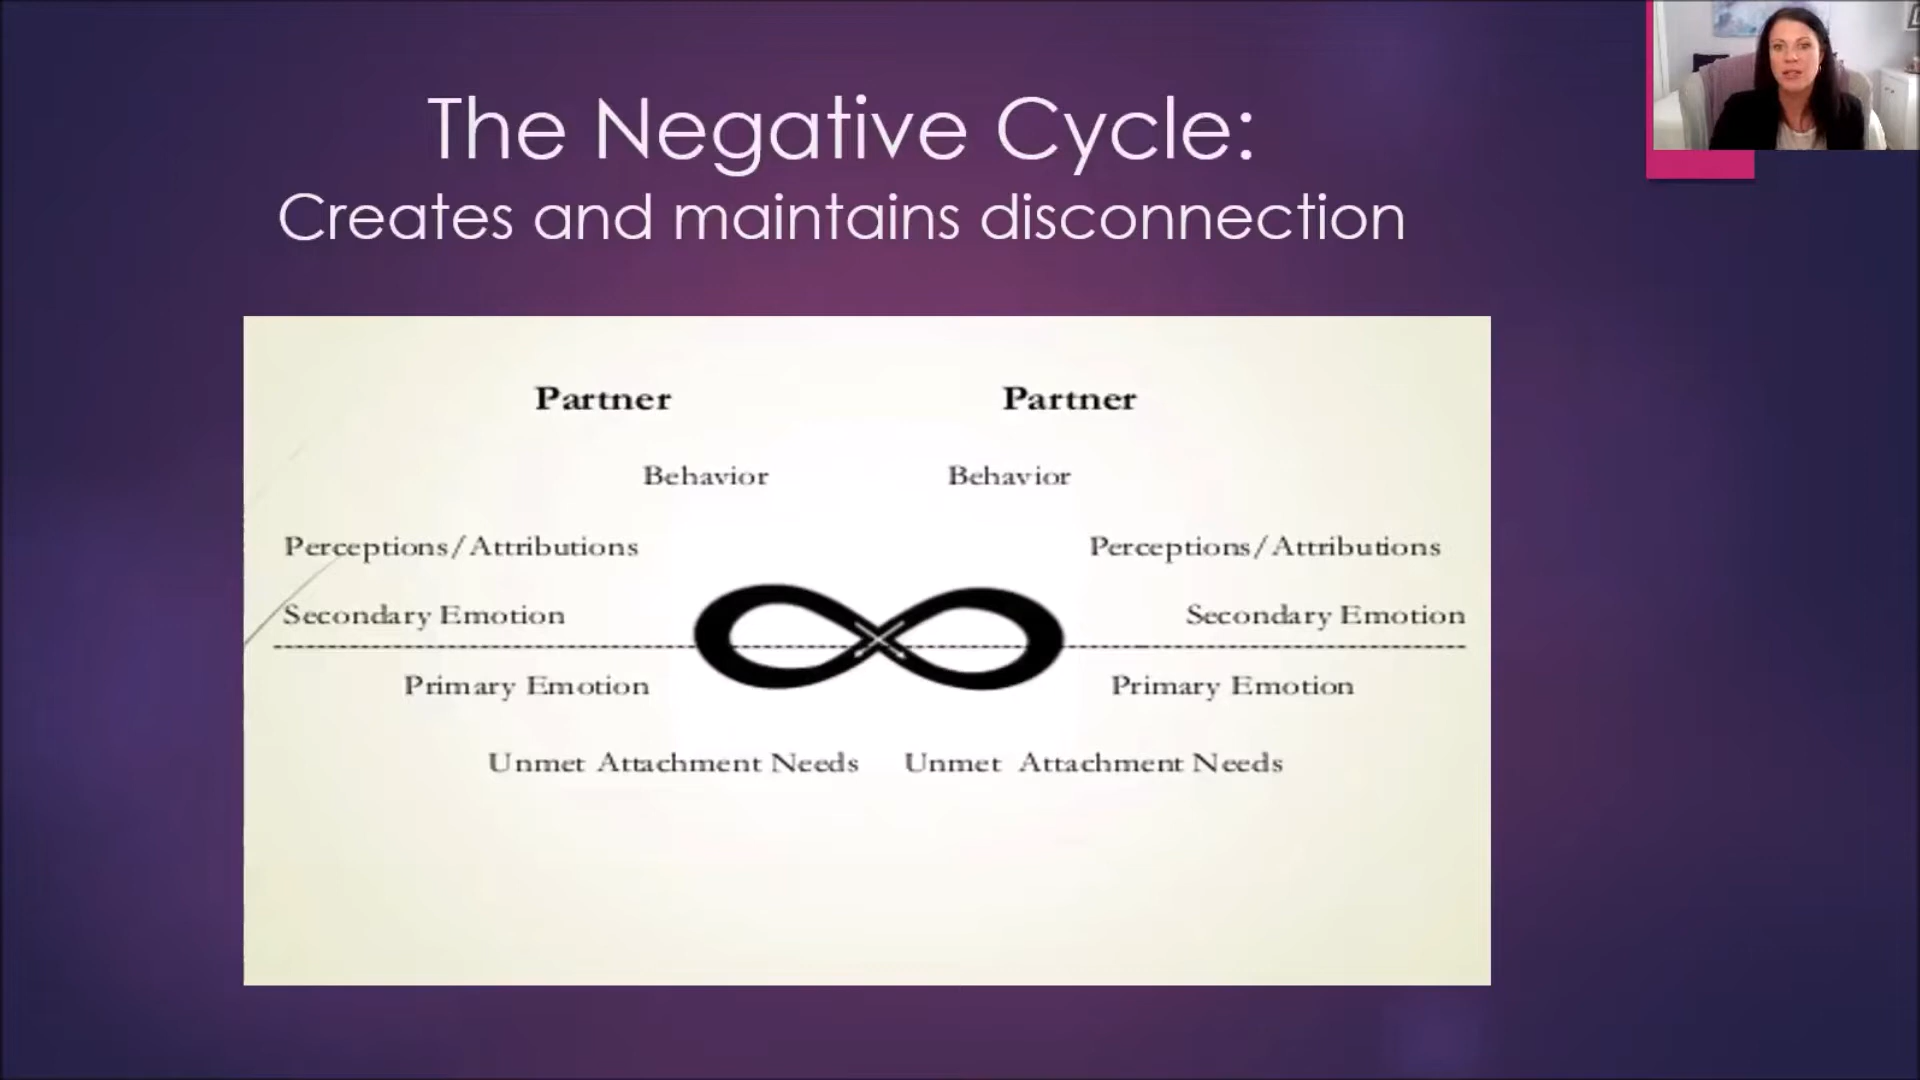 The Negative Cycle:
Creates and maintains disconnection
Partner Partner
Behavior Behavior
Perceptions/Attributions Perceptions/Attributions
Secondary Emotion Secondary Emotion
Primary Emotion Primary Emotion
Unmet Attachment Needs Unmet Attachment Needs